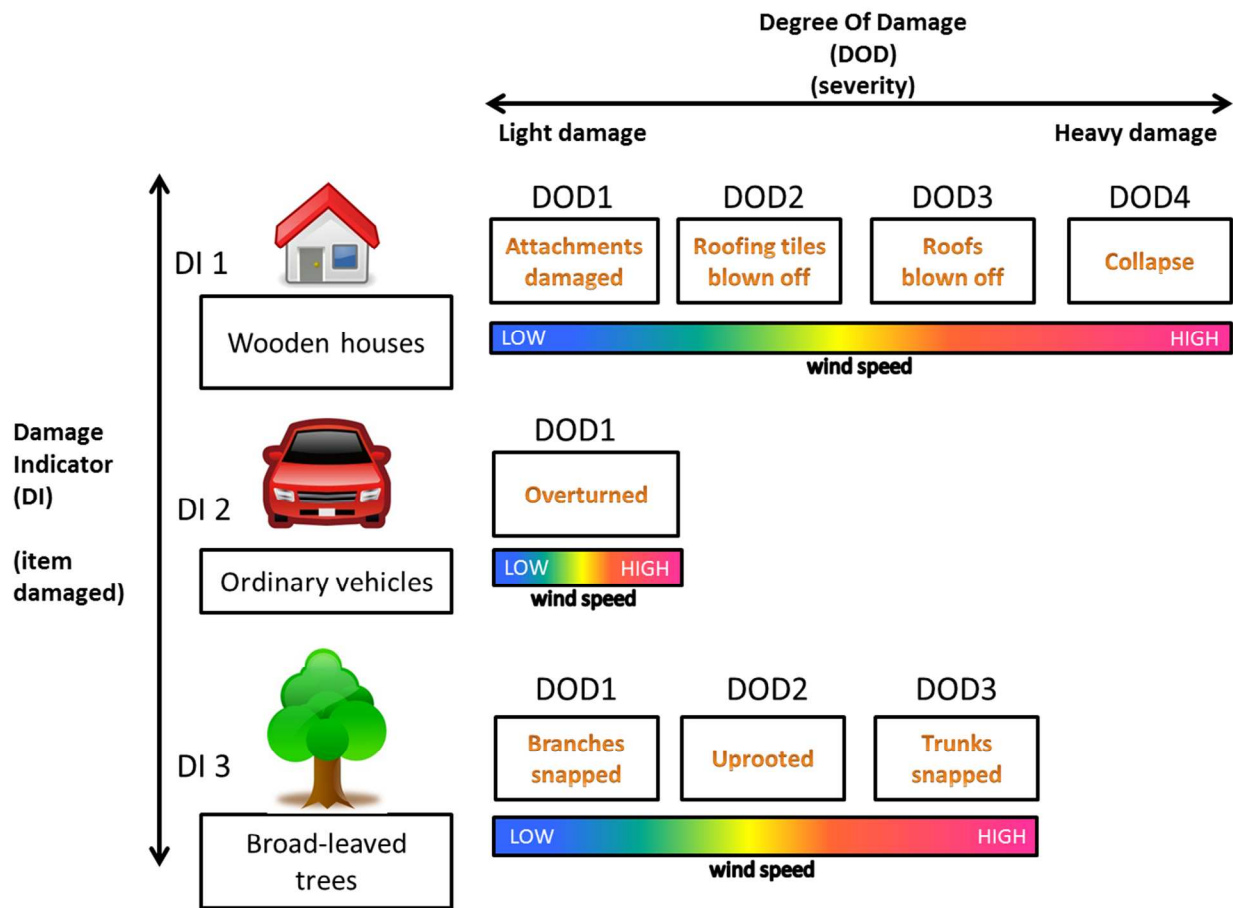 Degree Of Damage
(DOD)
(severity)
Light damage
Heavy damage
DOD1
DOD2
DOD3
DOD4
DI 1
Attachments
damaged
Roofing tiles
blown off
Roofs
blown off
Collapse
Wooden houses
LOW
HIGH
wind speed
Damage
Indicator
(DI)
(item
damaged)
DOD1
DI 2
Overturned
Ordinary vehicles
LOW
HIGH
wind speed
DOD1
DOD2
DOD3
DI 3
Branches
snapped
Uprooted
Trunks
snapped
Broad-leaved
trees
LOW
HIGH
wind speed